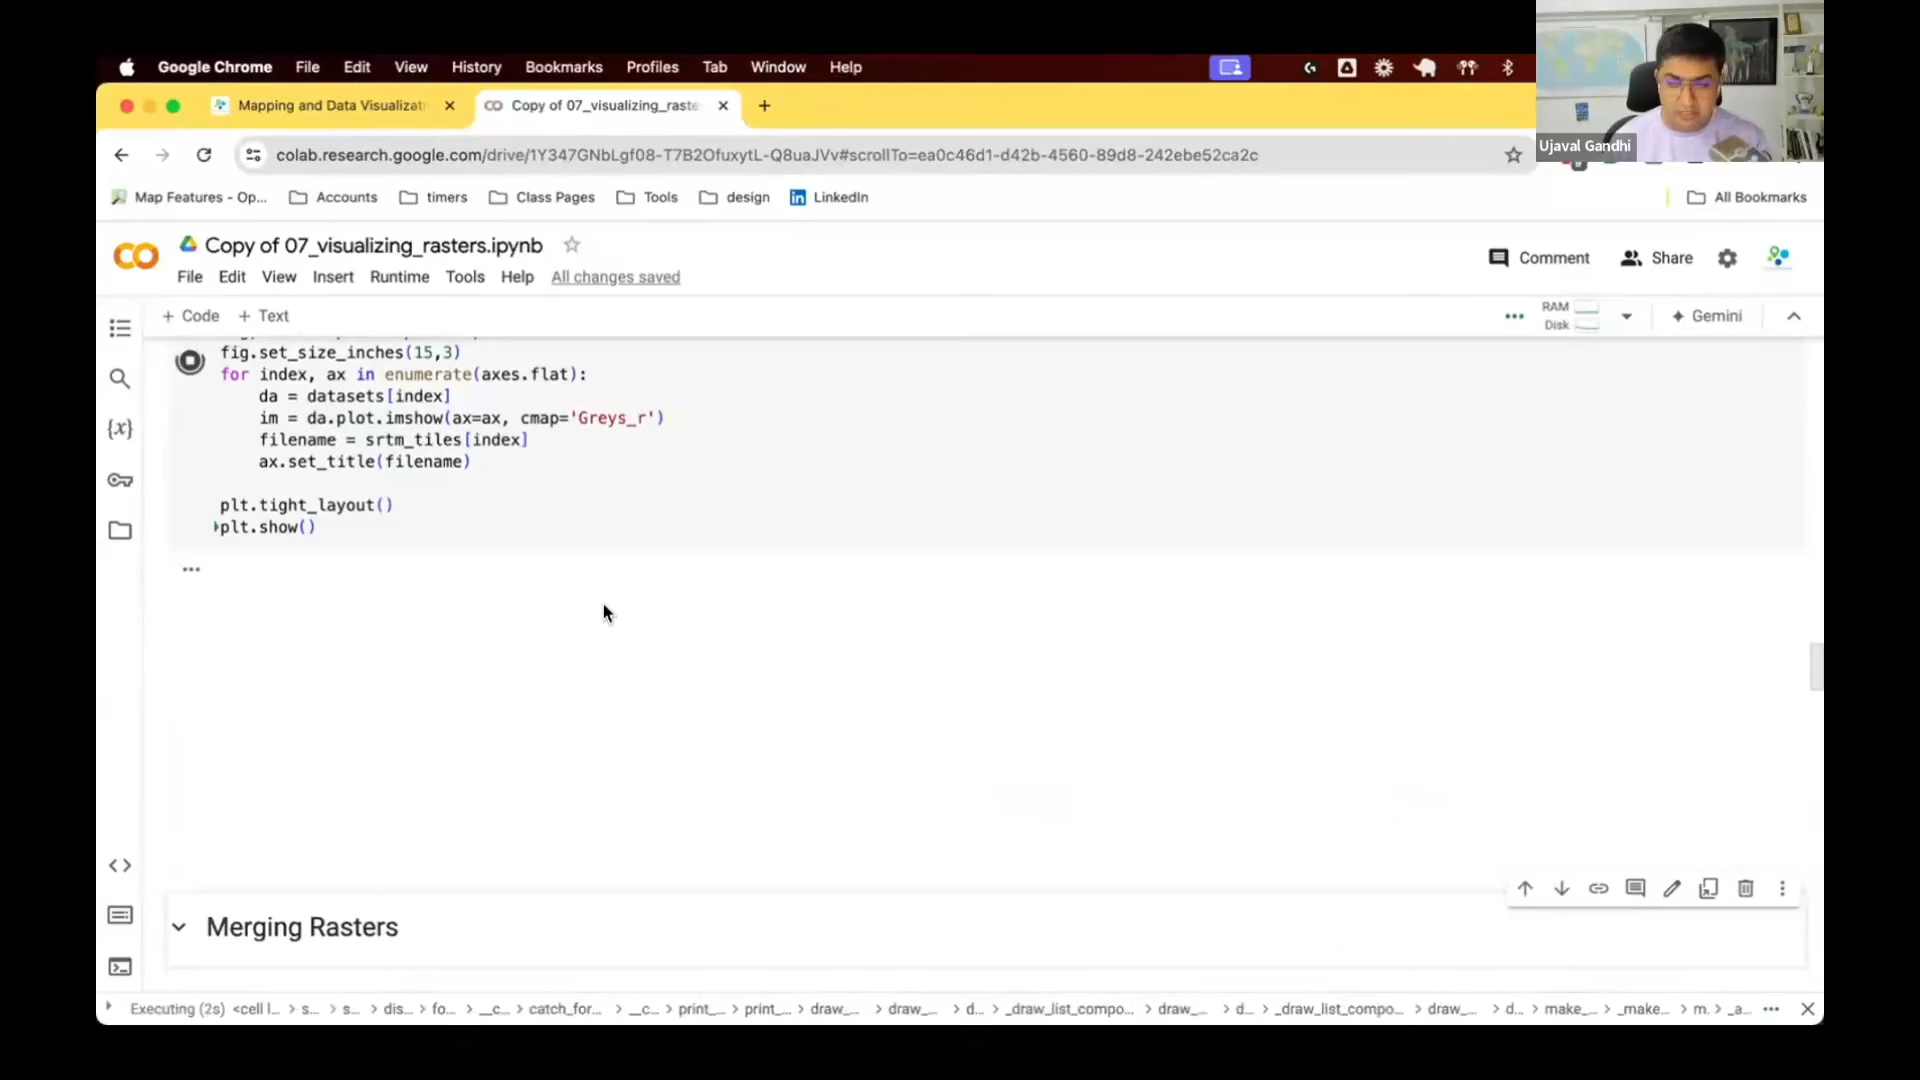 Google Chrome File Edit View History Bookmarks Profiles Tab Window Help
Ujaval Gandhi
Mapping and Data Visualizat
Copy of 07_visualizing_raste
colab.research.google.com/drive/1Y347GNbLgf08-T7B2OfuxytL-Q8uaJVv#scrollTo=ea0c46d1-d42b-4560-89d8-242ebe52ca2c
Map Features - Op... Accounts timers Class Pages Tools design LinkedIn All Bookmarks
Copy of 07_visualizing_rasters.ipynb
Comment Share
File Edit View Insert Runtime Tools Help All changes saved
+ Code + Text
RAM
Disk
Gemini
fig.set_size_inches(15,3)
for index, ax in enumerate(axes.flat):
da = datasets[index]
im = da.plot.imshow(ax=ax, cmap='Greys_r')
filename = srtm_tiles[index]
ax.set_title(filename)
plt.tight_layout()
plt.show()
Merging Rasters
Executing (2s) <cell l... > s... > s... > dis... > fo... > __c... > catch_for... > __c... > print_... > print_... > draw_... > draw_... > d... > _draw_list_compo... > draw_... > d... > _draw_list_compo... > draw_... > d... > make_... > _make... > m. > _a...